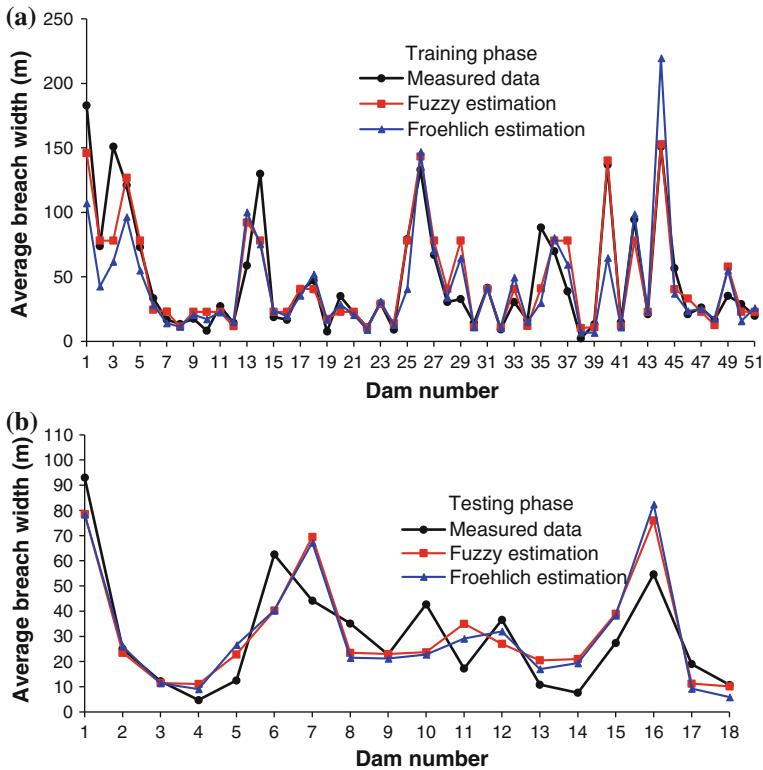 (a)
Average breach width (m)
250
200
150
100
50
0
Training phase
Measured data
Fuzzy estimation
Froehlich estimation
1 3 5 7 9 11 13 15 17 19 21 23 25 27 29 31 33 35 37 39 41 43 45 47 49 51
Dam number
(b)
Average breach width (m)
110
100
90
80
70
60
50
40
30
20
10
0
Testing phase
Measured data
Fuzzy estimation
Froehlich estimation
1 2 3 4 5 6 7 8 9 10 11 12 13 14 15 16 17 18
Dam number